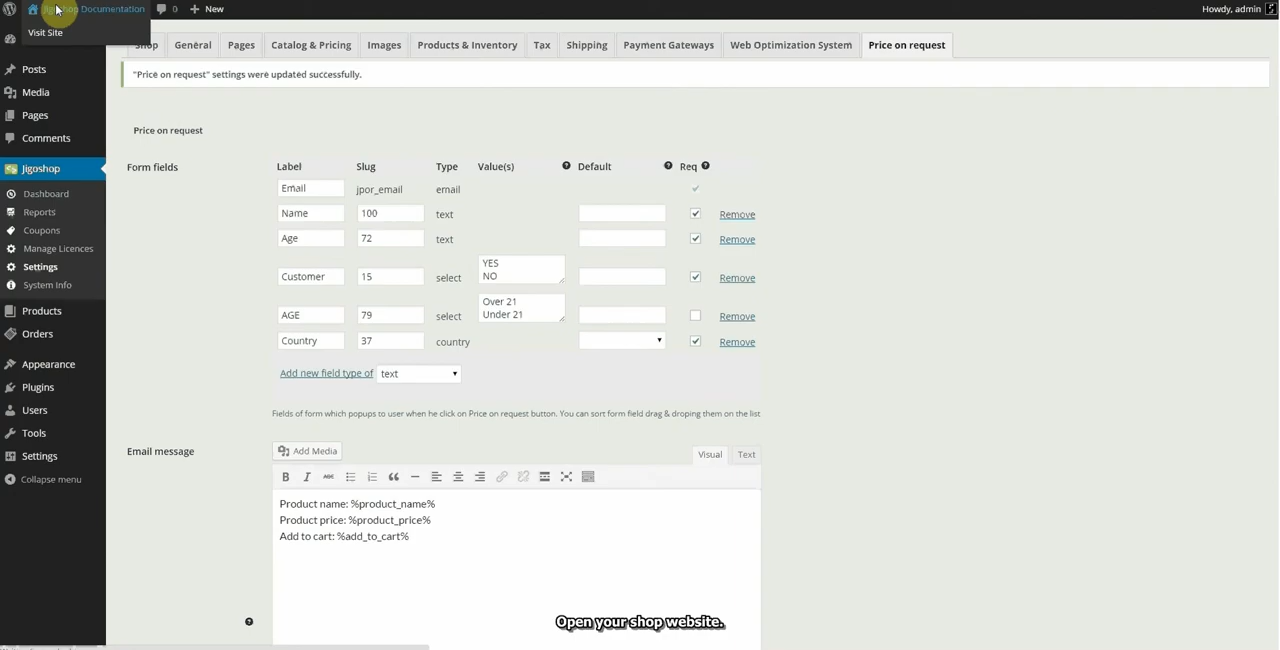 Jigoshop Documentation 0 + New Howdy, admin
Visit Site
Shop General Pages Catalog & Pricing Images Products & Inventory Tax Shipping Payment Gateways Web Optimization System Price on request
"Price on request" settings were updated successfully.
Posts
Media
Pages
Comments
Jigoshop
Dashboard
Reports
Coupons
Manage Licences
Settings
System Info
Products
Orders
Appearance
Plugins
Users
Tools
Settings
Collapse menu
Price on request
Form fields
Label Slug Type Value(s) Default Req
Email jpor_email email
Name 100 text Remove
Age 72 text Remove
Customer 15 select YES
NO Remove
AGE 79 select Over 21
Under 21 Remove
Country 37 country Remove
Add new field type of text
Fields of form which popups to user when he click on Price on request button. You can sort form field drag & droping them on the list
Email message
Add Media Visual Text
B I ABC
Product name: %product_name%
Product price: %product_price%
Add to cart: %add_to_cart%
Open your shop website.